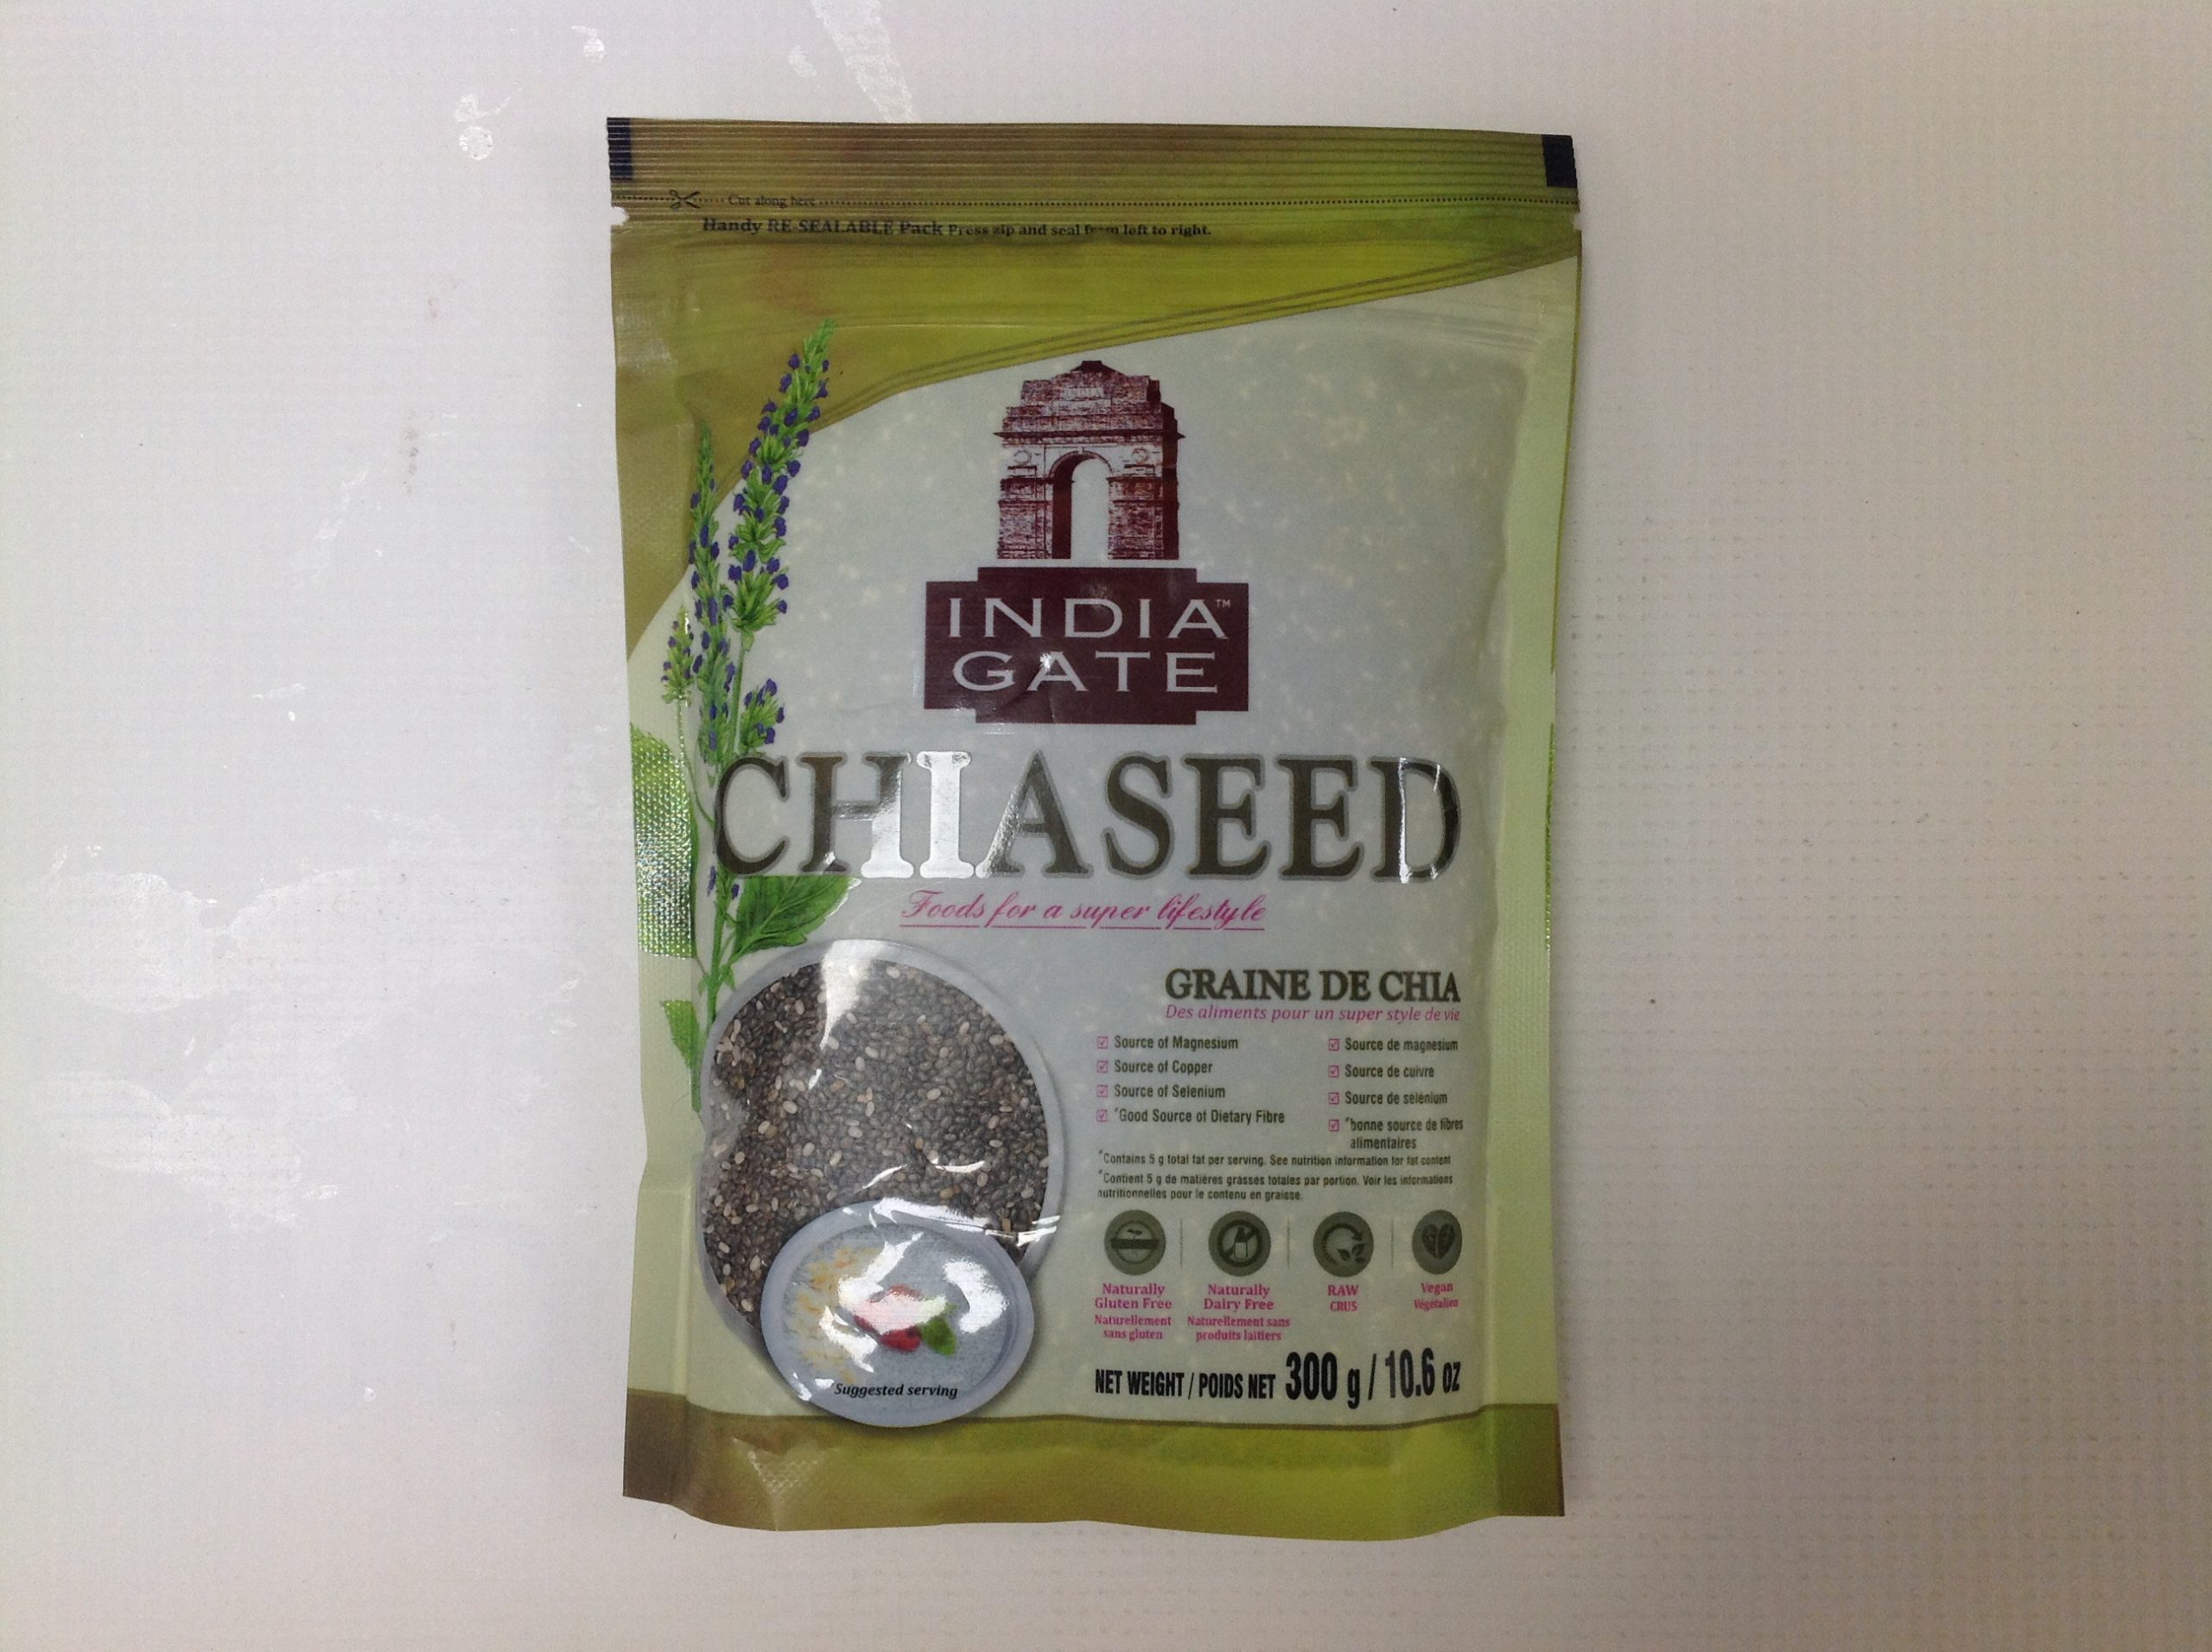 Cut along here
Handy RE-SEALABLE Pack Press zip and seal from left to right.
INDIA™
GATE
CHIASEED
Foods for a super lifestyle
GRAINE DE CHIA
Des aliments pour un super style de vie
Source of Magnesium
Source of Copper
Source of Selenium
*Good Source of Dietary Fibre
Source de magnesium
Source de cuivre
Source de selenium
*bonne source de fibres
alimentaires
*Contains 5 g total fat per serving. See nutrition information for fat content
*Contient 5 g de matières grasses totales par portion. Voir les informations
nutritionnelles pour le contenu en graisse.
Naturally
Gluten Free
Naturellement
sans gluten
Naturally
Dairy Free
Naturellement sans
produits laitiers
RAW
CRUS
Vegan
Végétalien
Suggested serving
NET WEIGHT / POIDS NET 300 g / 10.6 oz